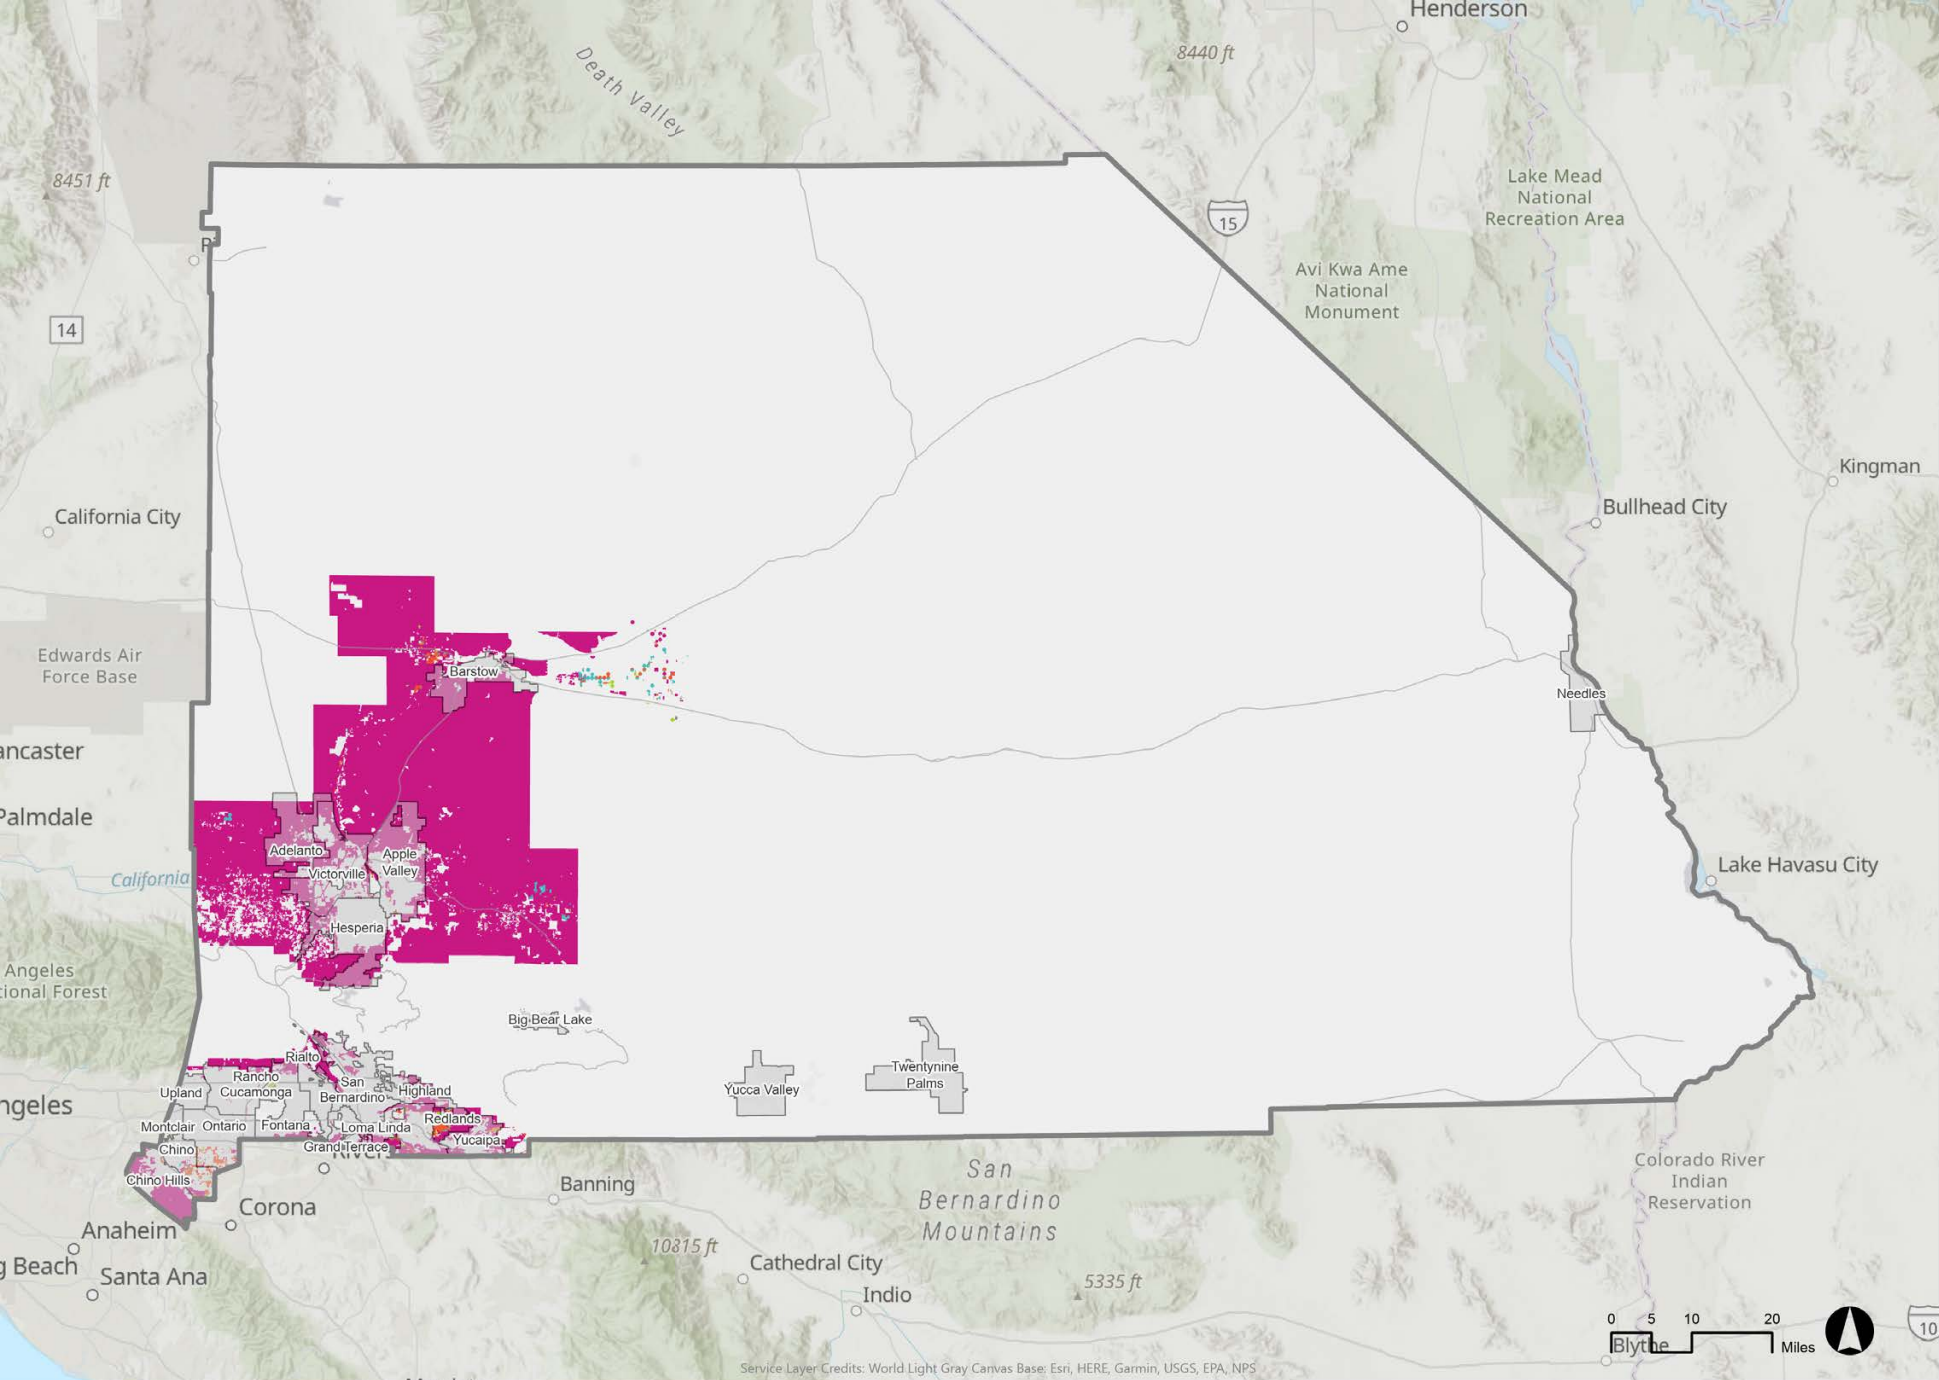 Henderson
8440 ft
Death Valley
8451 ft
Lake Mead
National
Recreation Area
15
Avi Kwa Ame
National
Monument
14
Kingman
California City
Bullhead City
Edwards Air
Force Base
Barstow
Needles
ancaster
Palmdale
Adelanto
Apple
Valley
Victorville
California
Lake Havasu City
Hesperia
Angeles
ional Forest
Big Bear Lake
Rialto
Rancho
Cucamonga
San
Bernardino
Highland
Upland
Yucca Valley
Twentynine
Palms
ngeles
Redlands
Montclair
Ontario
Fontana
Loma Linda
Yucaipa
Grand Terrace
Chino
Chino Hills
San
Bernardino
Mountains
Colorado River
Indian
Reservation
Banning
Corona
Anaheim
10815 ft
g Beach
Santa Ana
Cathedral City
5335 ft
Indio
0 5 10 20
Miles
Blythe
10
Service Layer Credits: World Light Gray Canvas Base: Esri, HERE, Garmin, USGS, EPA, NPS